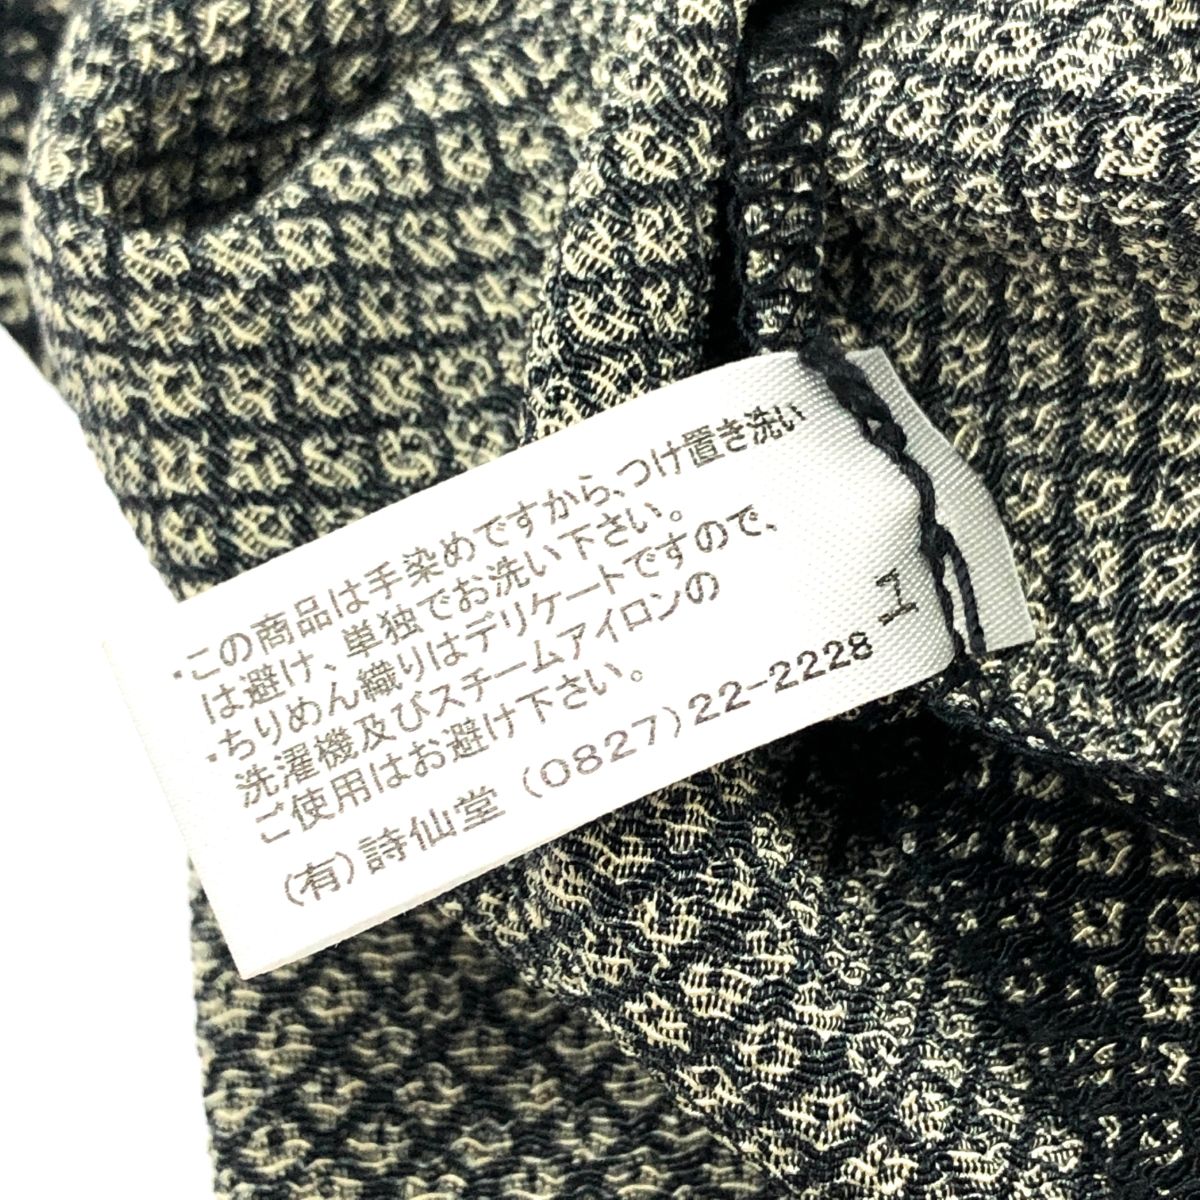 ・この商品は手染めですから、つけ置き洗い
は避け、単独でお洗い下さい。
・ちりめん織りはデリケートですので、
洗濯機及びスチームアイロンの
ご使用はお避け下さい。
(有)詩仙堂 (0827)22-2228
1